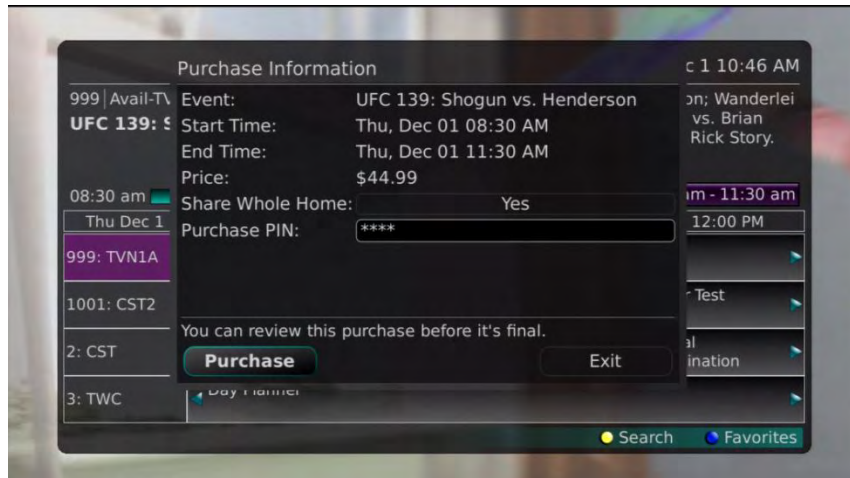 Purchase Information
c 1 10:46 AM
999 | Avail-TV
UFC 139: S
on; Wanderlei
vs. Brian
Rick Story.
Event: UFC 139: Shogun vs. Henderson
Start Time: Thu, Dec 01 08:30 AM
End Time: Thu, Dec 01 11:30 AM
Price: $44.99
Share Whole Home: Yes
Purchase PIN: ****
08:30 am
am - 11:30 am
Thu Dec 1
12:00 PM
999: TVN1A
1001: CST2
r Test
2: CST
al
ination
3: TWC
Day Planner
You can review this purchase before it's final.
Purchase
Exit
Search
Favorites